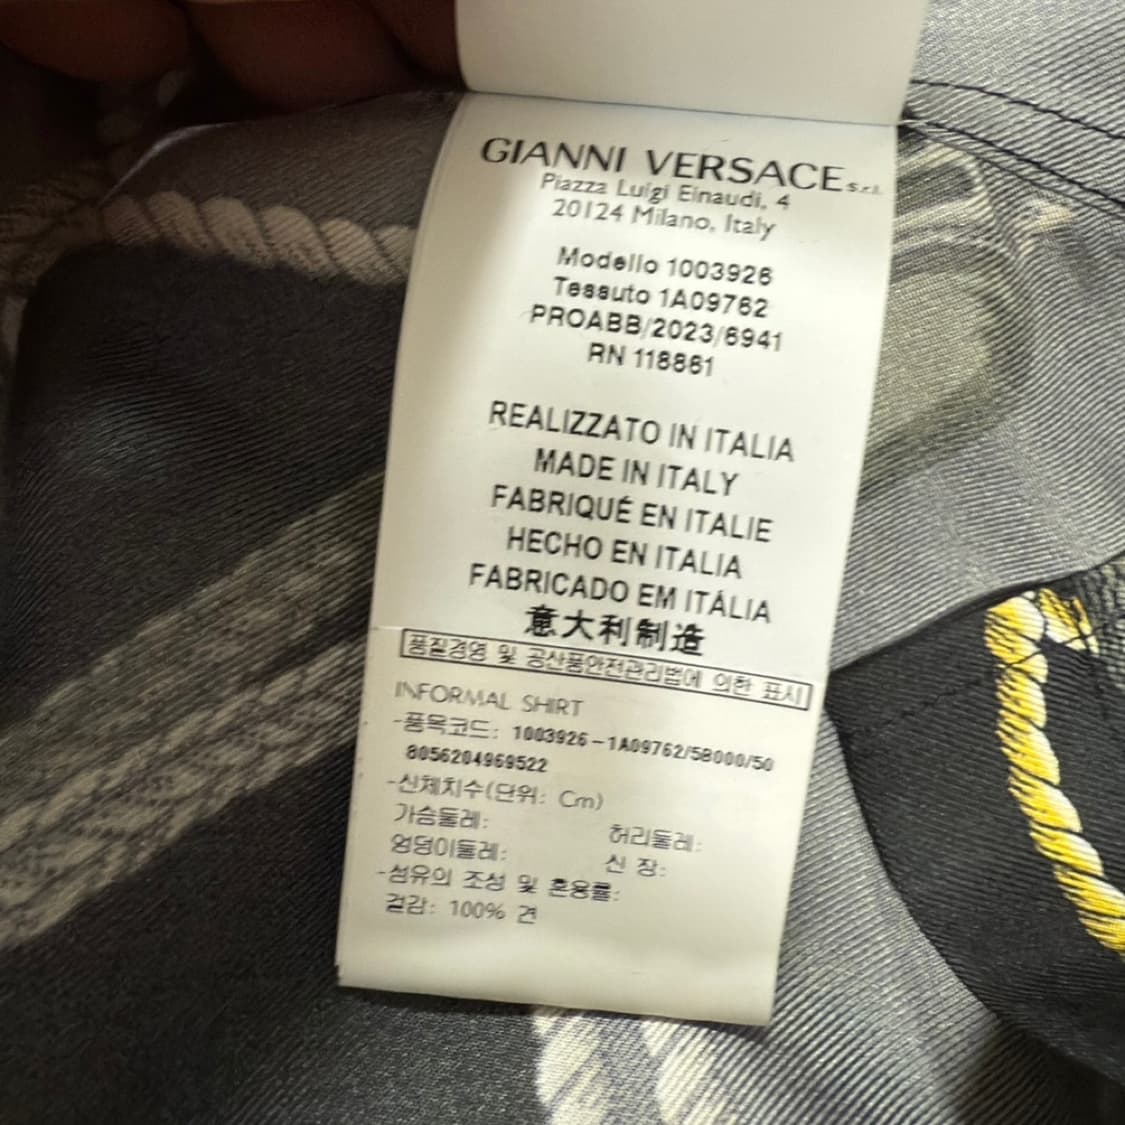 GIANNI VERSACE S.r.l.
Piazza Luigi Einaudi, 4
20124 Milano, Italy
Modello 1003926
Tessuto 1A09762
PROABB/2023/6941
RN 118861
REALIZZATO IN ITALIA
MADE IN ITALY
FABRIQUÉ EN ITALIE
HECHO EN ITALIA
FABRICADO EM ITÁLIA
意大利制造
품질경영 및 공산품안전관리법에 의한 표시
INFORMAL SHIRT
-품목코드: 1003926-1A09762/5B000/50
8056204969522
-신체치수(단위: Cm)
가슴둘레: 허리둘레:
엉덩이둘레: 신 장:
-섬유의 조성 및 혼용률:
겉감: 100% 견